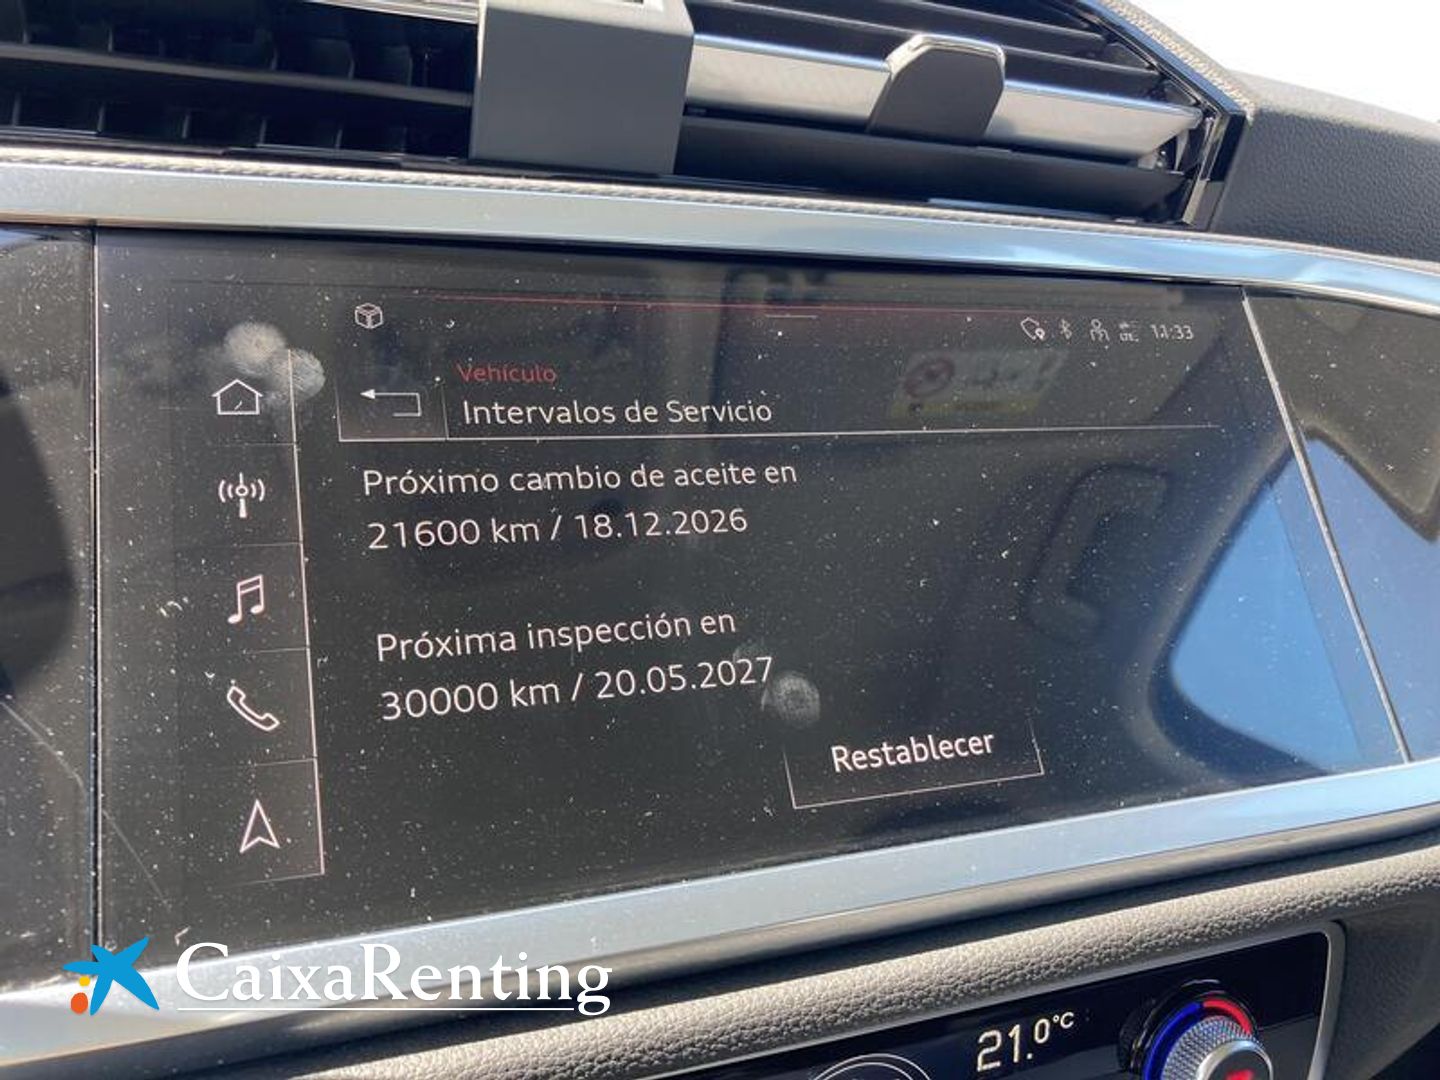 11:33
Vehículo
Intervalos de Servicio
Próximo cambio de aceite en
21600 km / 18.12.2026
Próxima inspección en
30000 km / 20.05.2027
Restablecer
CaixaRenting
21.0°C